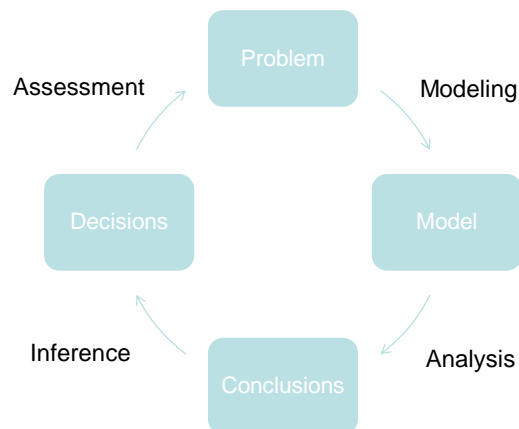 Problem
Assessment
Modeling
Decisions
Model
Inference
Analysis
Conclusions